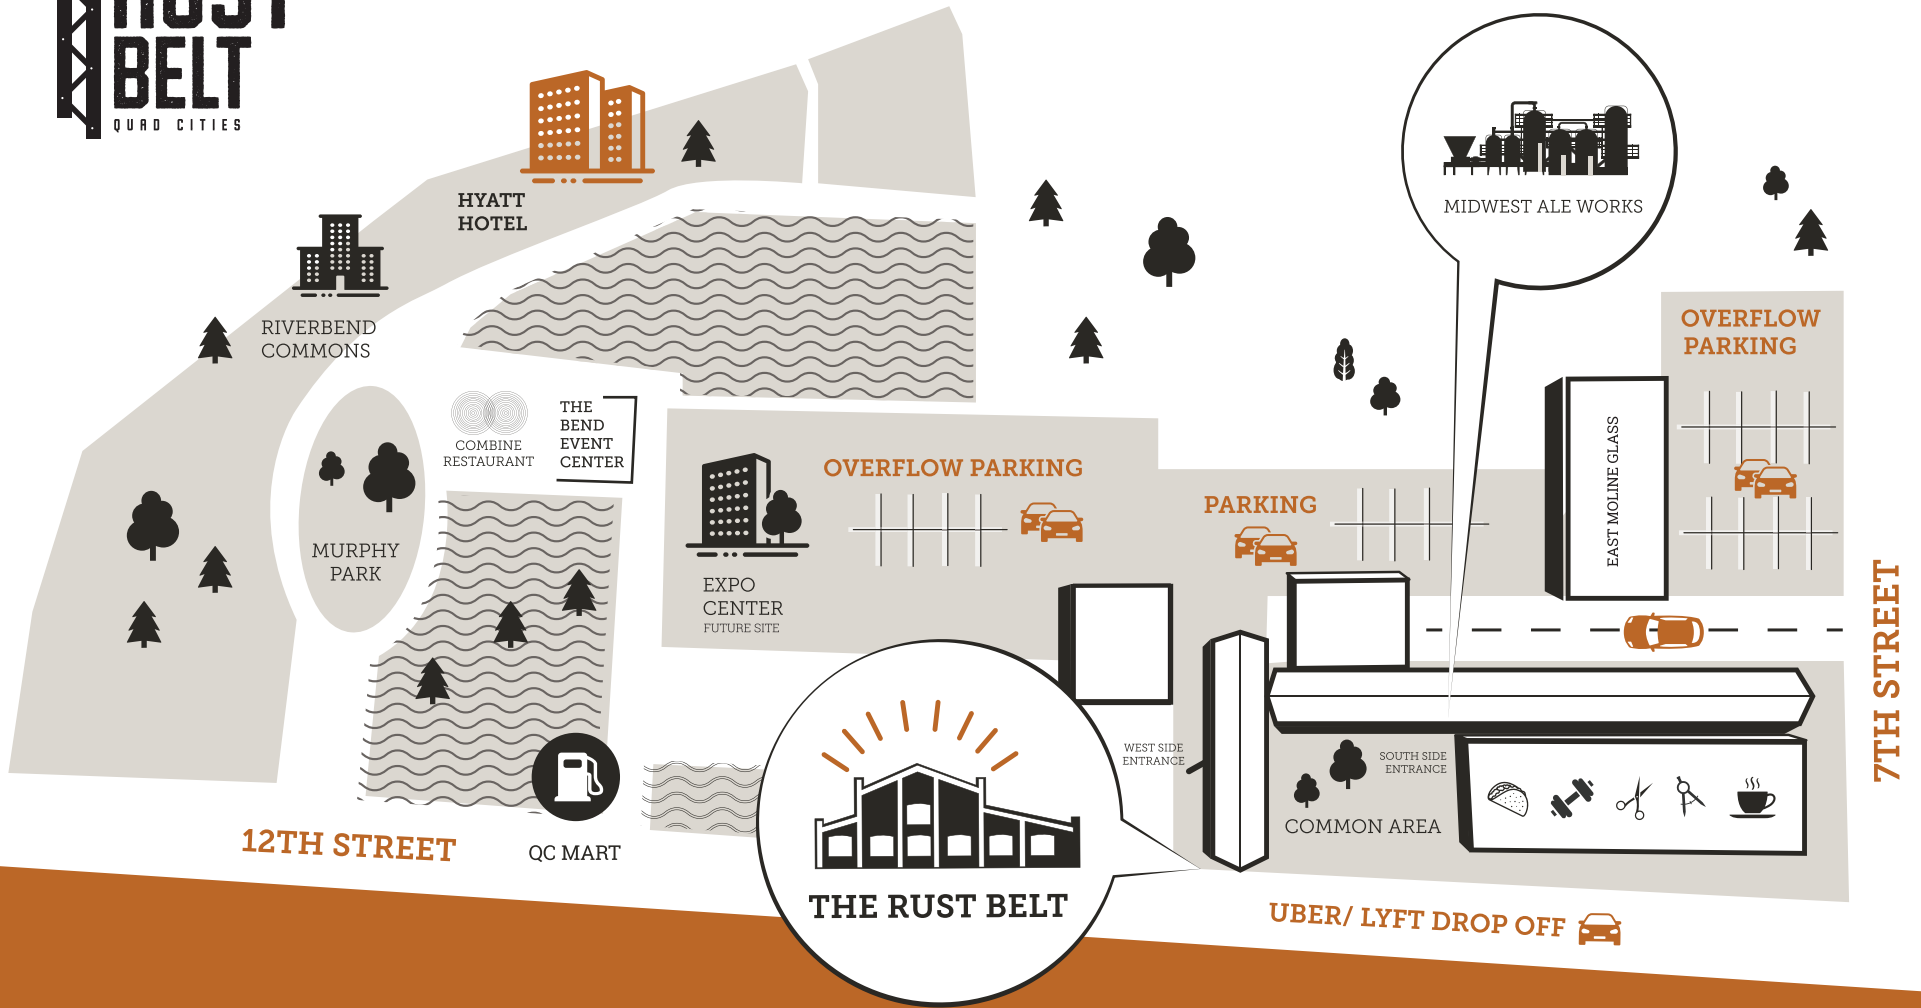 RUST
BELT
QUAD CITIES
HYATT
HOTEL
RIVERBEND
COMMONS
MIDWEST ALE WORKS
OVERFLOW
PARKING
COMBINE
RESTAURANT
THE
BEND
EVENT
CENTER
MURPHY
PARK
OVERFLOW PARKING
EXPO
CENTER
FUTURE SITE
PARKING
EAST MOLINE GLASS
7TH STREET
WEST SIDE
ENTRANCE
SOUTH SIDE
ENTRANCE
COMMON AREA
12TH STREET
QC MART
THE RUST BELT
UBER/ LYFT DROP OFF